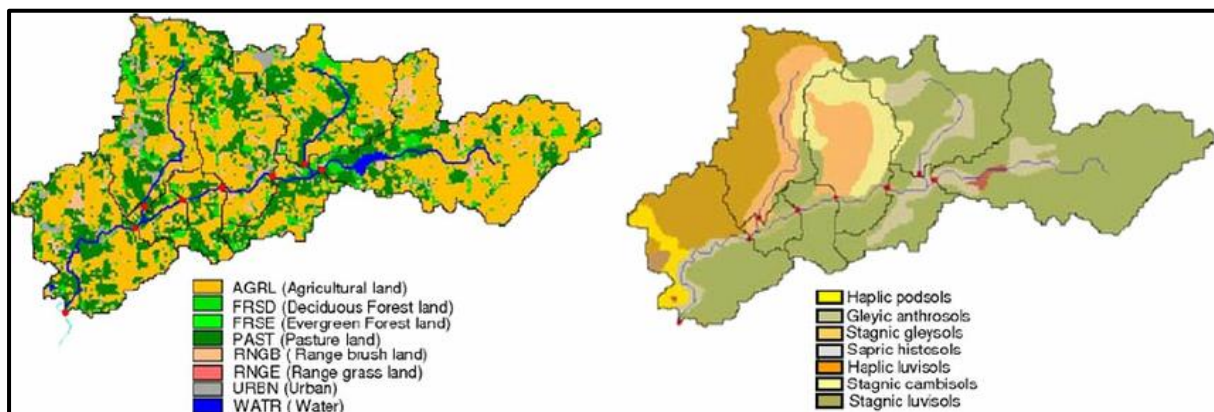 AGRL (Agricultural land)
FRSD (Deciduous Forest land)
FRSE (Evergreen Forest land)
PAST (Pasture land)
RNGB ( Range brush land)
RNGE (Range grass land)
URBN (Urban)
WATR ( Water)
Haplic podsols
Gleyic anthrosols
Stagnic gleysols
Sapric histosols
Haplic luvisols
Stagnic cambisols
Stagnic luvisols